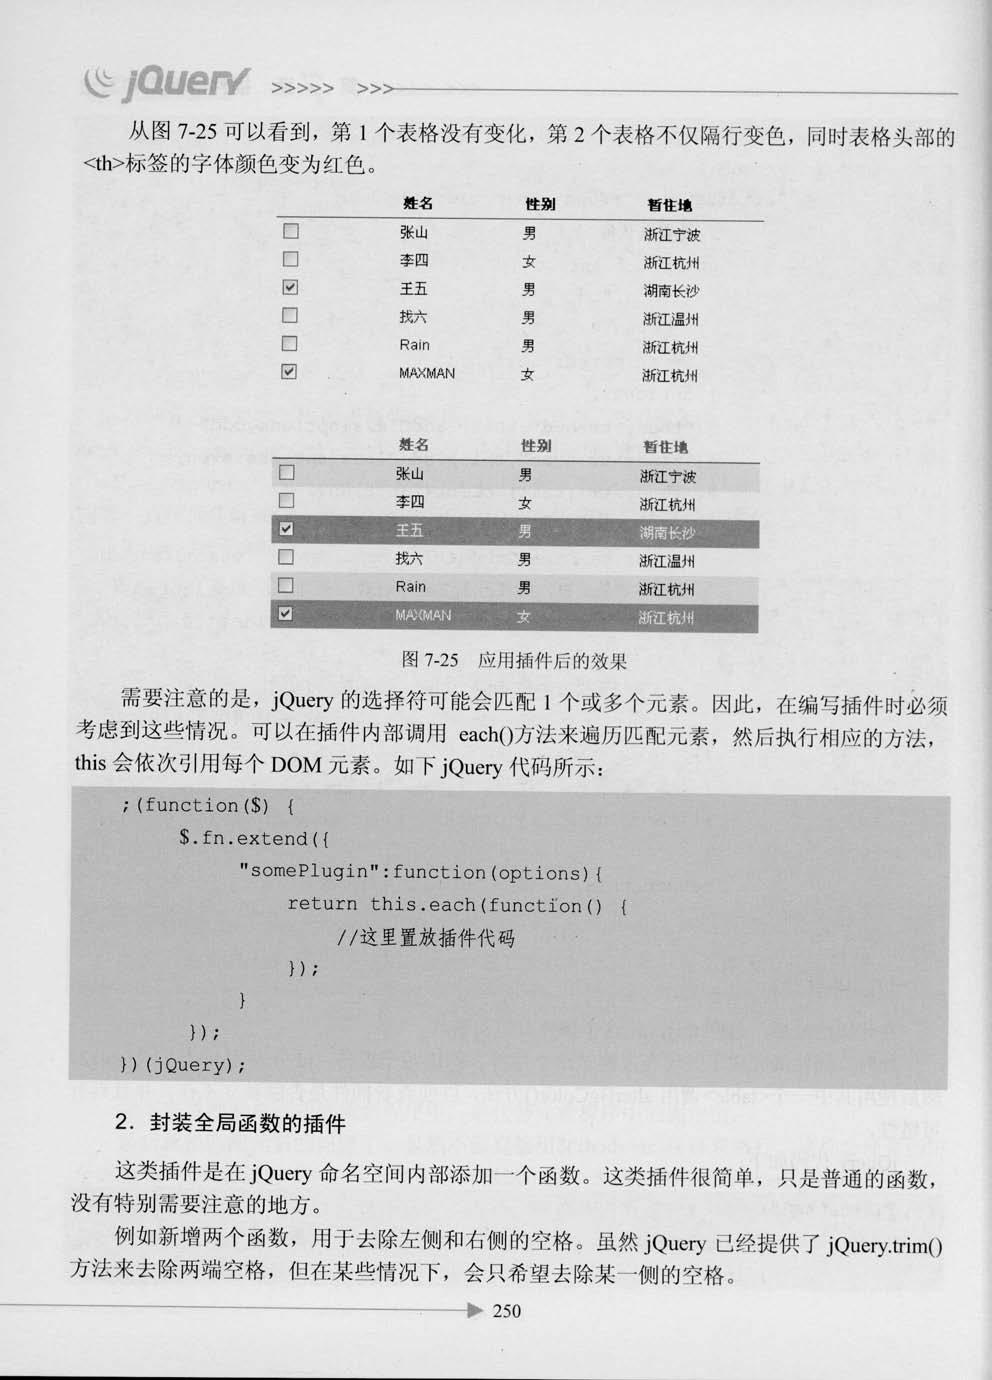 jQuery >>>>> >>>
从图 7-25 可以看到，第 1 个表格没有变化，第 2 个表格不仅隔行变色，同时表格头部的
<th>标签的字体颜色变为红色。
姓名 性别 暂住地
张山 男 浙江宁波
李四 女 浙江杭州
王五 男 湖南长沙
找六 男 浙江温州
Rain 男 浙江杭州
MAXMAN 女 浙江杭州
姓名 性别 暂住地
张山 男 浙江宁波
李四 女 浙江杭州
王五 男 湖南长沙
找六 男 浙江温州
Rain 男 浙江杭州
MAXMAN 女 浙江杭州
图 7-25 应用插件后的效果
需要注意的是，jQuery 的选择符可能会匹配 1 个或多个元素。因此，在编写插件时必须
考虑到这些情况。可以在插件内部调用 each()方法来遍历匹配元素，然后执行相应的方法，
this 会依次引用每个 DOM 元素。如下 jQuery 代码所示：
;(function($) {
$.fn.extend({
"somePlugin":function(options){
return this.each(function() {
//这里置放插件代码
});
}
});
})(jQuery);
2．封装全局函数的插件
这类插件是在 jQuery 命名空间内部添加一个函数。这类插件很简单，只是普通的函数，
没有特别需要注意的地方。
例如新增两个函数，用于去除左侧和右侧的空格。虽然 jQuery 已经提供了 jQuery.trim()
方法来去除两端空格，但在某些情况下，会只希望去除某一侧的空格。
250